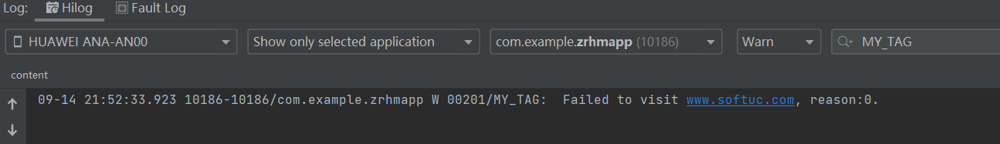 Log: Hilog Fault Log
HUAWEI ANA-AN00 Show only selected application com.example.zrhmapp (10186) Warn MY_TAG
content
09-14 21:52:33.923 10186-10186/com.example.zrhmapp W 00201/MY_TAG: Failed to visit www.softuc.com, reason:0.